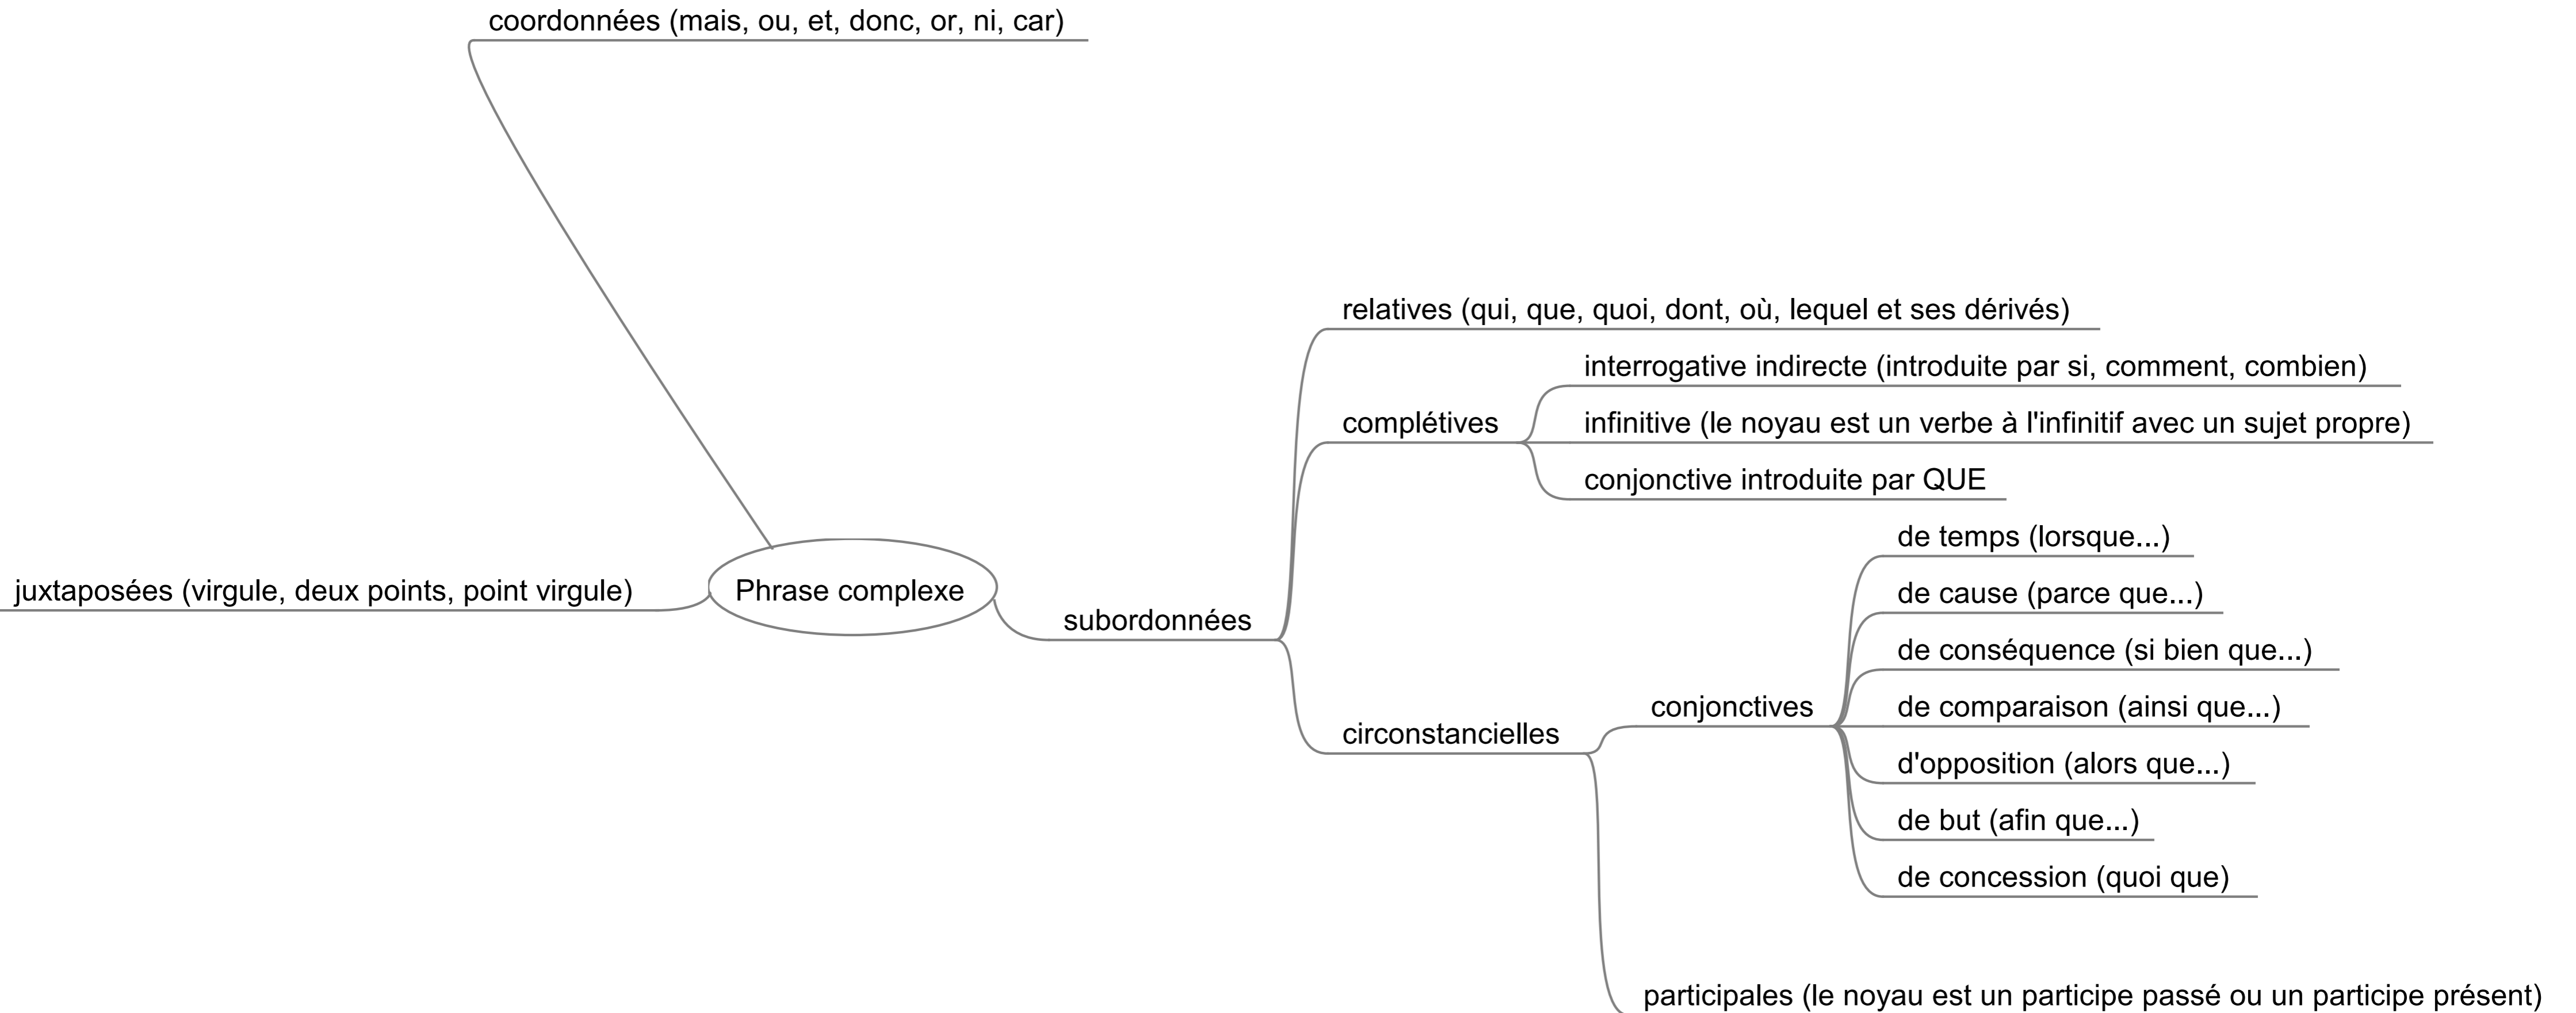 coordonnées (mais, ou, et, donc, or, ni, car)
relatives (qui, que, quoi, dont, où, lequel et ses dérivés)
interrogative indirecte (introduite par si, comment, combien)
complétives
infinitive (le noyau est un verbe à l'infinitif avec un sujet propre)
conjonctive introduite par QUE
juxtaposées (virgule, deux points, point virgule)
Phrase complexe
subordonnées
circonstancielles
conjonctives
de temps (lorsque...)
de cause (parce que...)
de conséquence (si bien que...)
de comparaison (ainsi que...)
d'opposition (alors que...)
de but (afin que...)
de concession (quoi que)
participales (le noyau est un participe passé ou un participe présent)